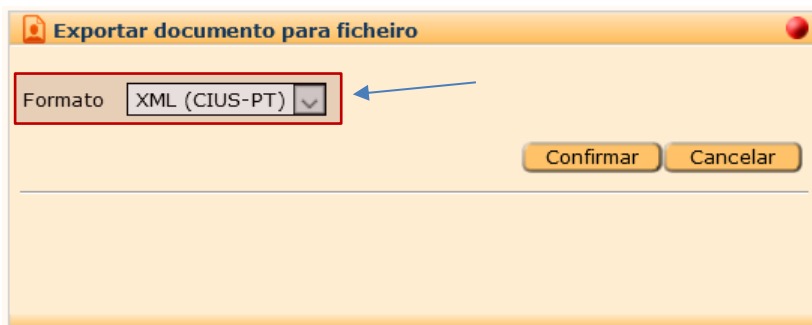 Exportar documento para ficheiro
Formato XML (CIUS-PT)
Confirmar Cancelar